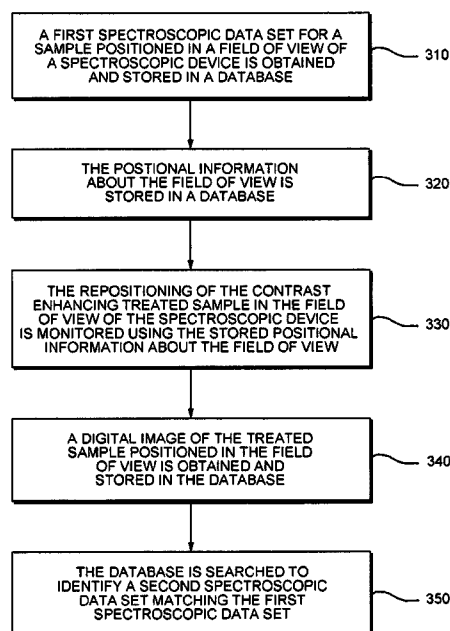 A FIRST SPECTROSCOPIC DATA SET FOR A
SAMPLE POSITIONED IN A FIELD OF VIEW OF
A SPECTROSCOPIC DEVICE IS OBTAINED
AND STORED IN A DATABASE
310
THE POSTIONAL INFORMATION
ABOUT THE FIELD OF VIEW IS
STORED IN A DATABASE
320
THE REPOSITIONING OF THE CONTRAST
ENHANCING TREATED SAMPLE IN THE FIELD
OF VIEW OF THE SPECTROSCOPIC DEVICE
IS MONITORED USING THE STORED POSITIONAL
INFORMATION ABOUT THE FIELD OF VIEW
330
A DIGITAL IMAGE OF THE TREATED
SAMPLE POSITIONED IN THE FIELD
OF VIEW IS OBTAINED AND
STORED IN THE DATABASE
340
THE DATABASE IS SEARCHED TO
IDENTIFY A SECOND SPECTROSCOPIC
DATA SET MATCHING THE FIRST
SPECTROSCOPIC DATA SET
350